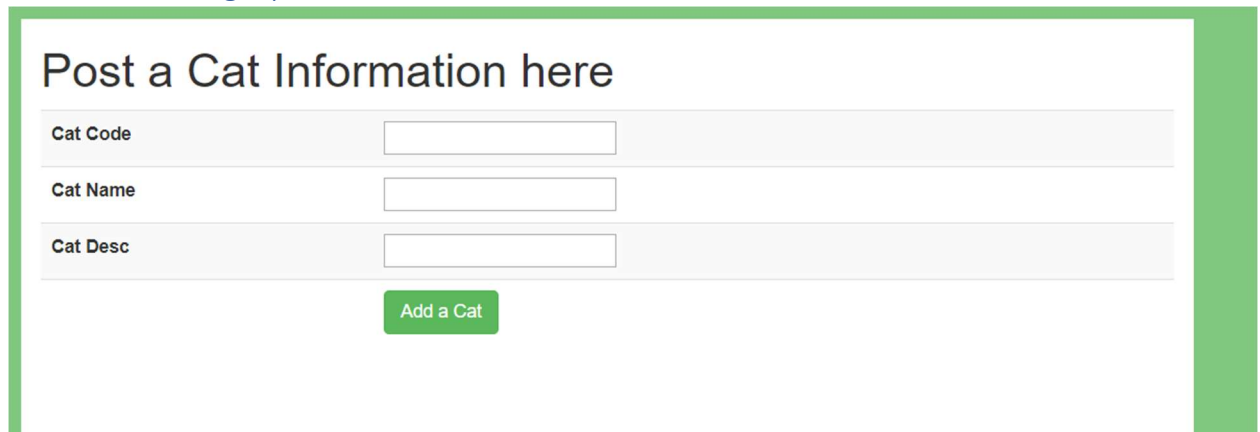 Post a Cat Information here
Cat Code
Cat Name
Cat Desc
Add a Cat